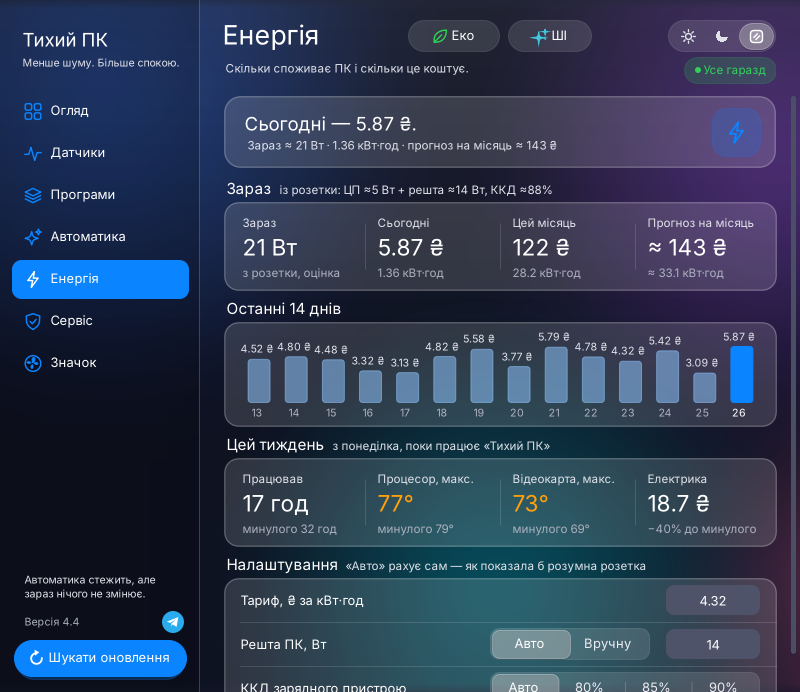 Тихий ПК
Менше шуму. Більше спокою.
Огляд
Датчики
Програми
Автоматика
Енергія
Сервіс
Значок
Автоматика стежить, але
зараз нічого не змінює.
Версія 4.4
Шукати оновлення
Енергія
Еко
ШІ
Скільки споживає ПК і скільки це коштує.
Усе гаразд
Сьогодні — 5.87 ₴.
Зараз ≈ 21 Вт · 1.36 кВт·год · прогноз на місяць ≈ 143 ₴
Зараз із розетки: ЦП ≈5 Вт + решта ≈14 Вт, ККД ≈88%
Зараз Сьогодні Цей місяць Прогноз на місяць
21 Вт 5.87 ₴ 122 ₴ ≈ 143 ₴
з розетки, оцінка 1.36 кВт·год 28.2 кВт·год ≈ 33.1 кВт·год
Останні 14 днів
4.52 ₴ 4.80 ₴ 4.48 ₴ 3.32 ₴ 3.13 ₴ 4.82 ₴ 5.58 ₴ 3.77 ₴ 5.79 ₴ 4.78 ₴ 4.32 ₴ 5.42 ₴ 3.09 ₴ 5.87 ₴
13 14 15 16 17 18 19 20 21 22 23 24 25 26
Цей тиждень з понеділка, поки працює «Тихий ПК»
Працював Процесор, макс. Відеокарта, макс. Електрика
17 год 77° 73° 18.7 ₴
минулого 32 год минулого 79° минулого 69° −40% до минулого
Налаштування «Авто» рахує сам — як показала б розумна розетка
Тариф, ₴ за кВт·год 4.32
Решта ПК, Вт Авто Вручну 14
ККД зарядного пристрою Авто 80% 85% 90%